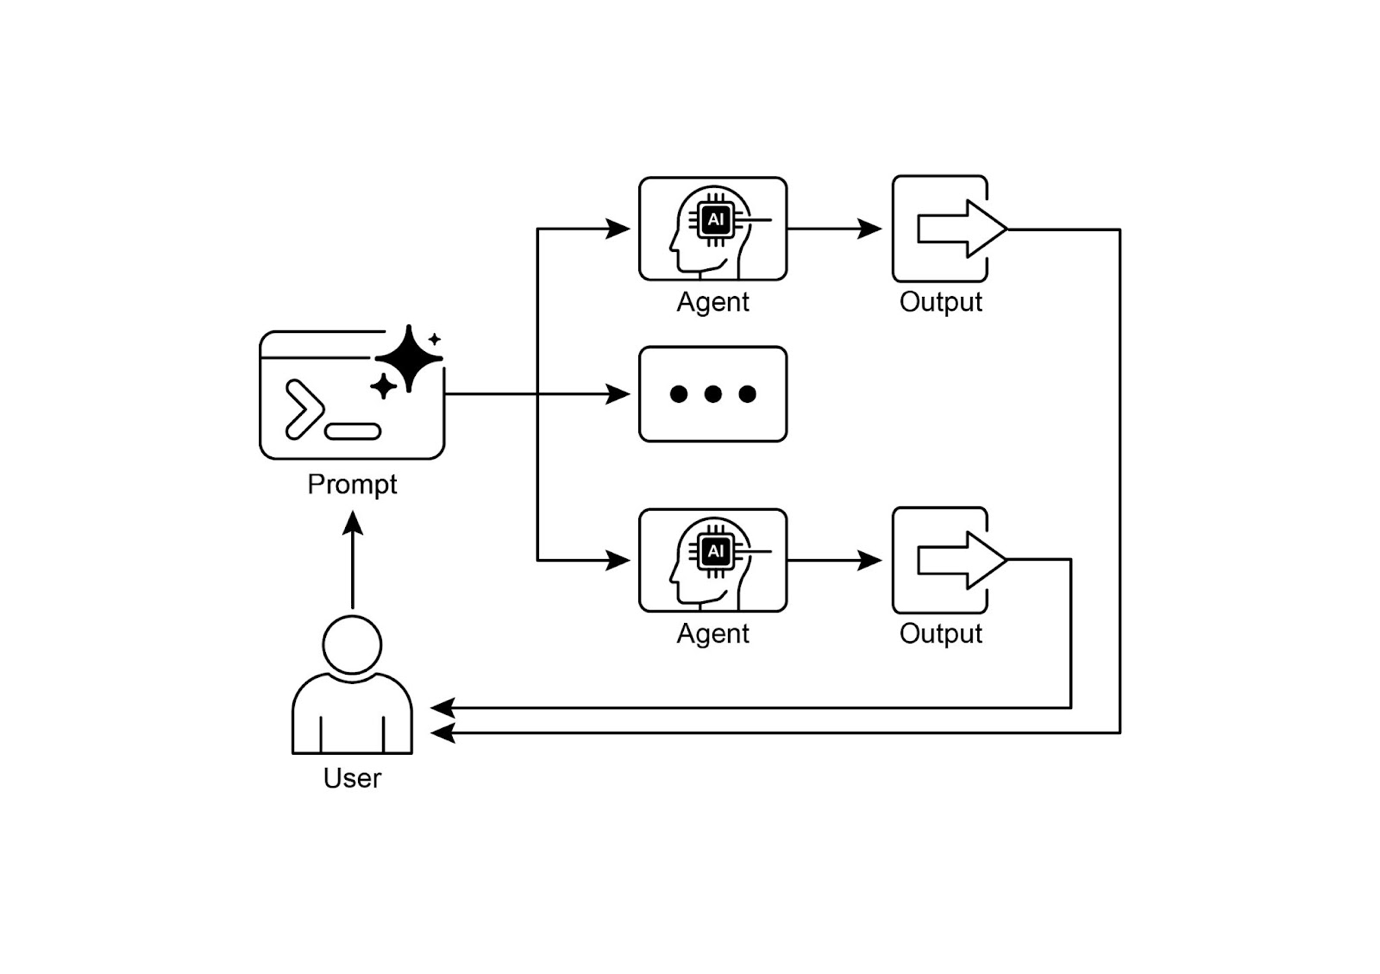 AI
Agent
Output
Prompt
AI
Agent
Output
User